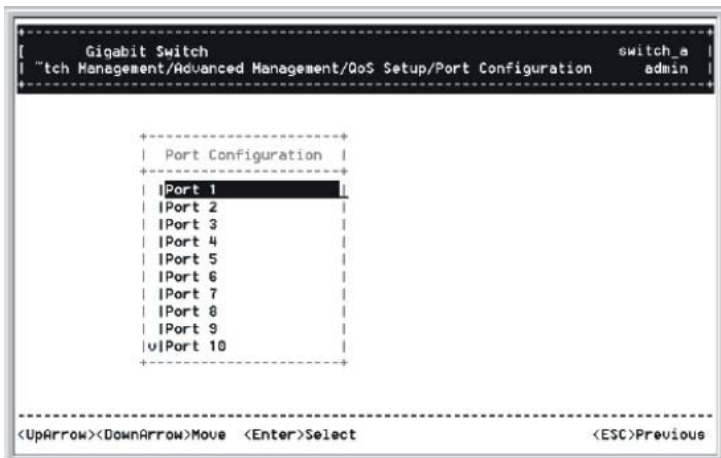 [ Gigabit Switch switch_a |
| ~tch Management/Advanced Management/QoS Setup/Port Configuration admin |
| Port Configuration |
| |Port 1 |
| |Port 2 |
| |Port 3 |
| |Port 4 |
| |Port 5 |
| |Port 6 |
| |Port 7 |
| |Port 8 |
| |Port 9 |
|v|Port 10 |
<UpArrow><DownArrow>Move <Enter>Select <ESC>Previous